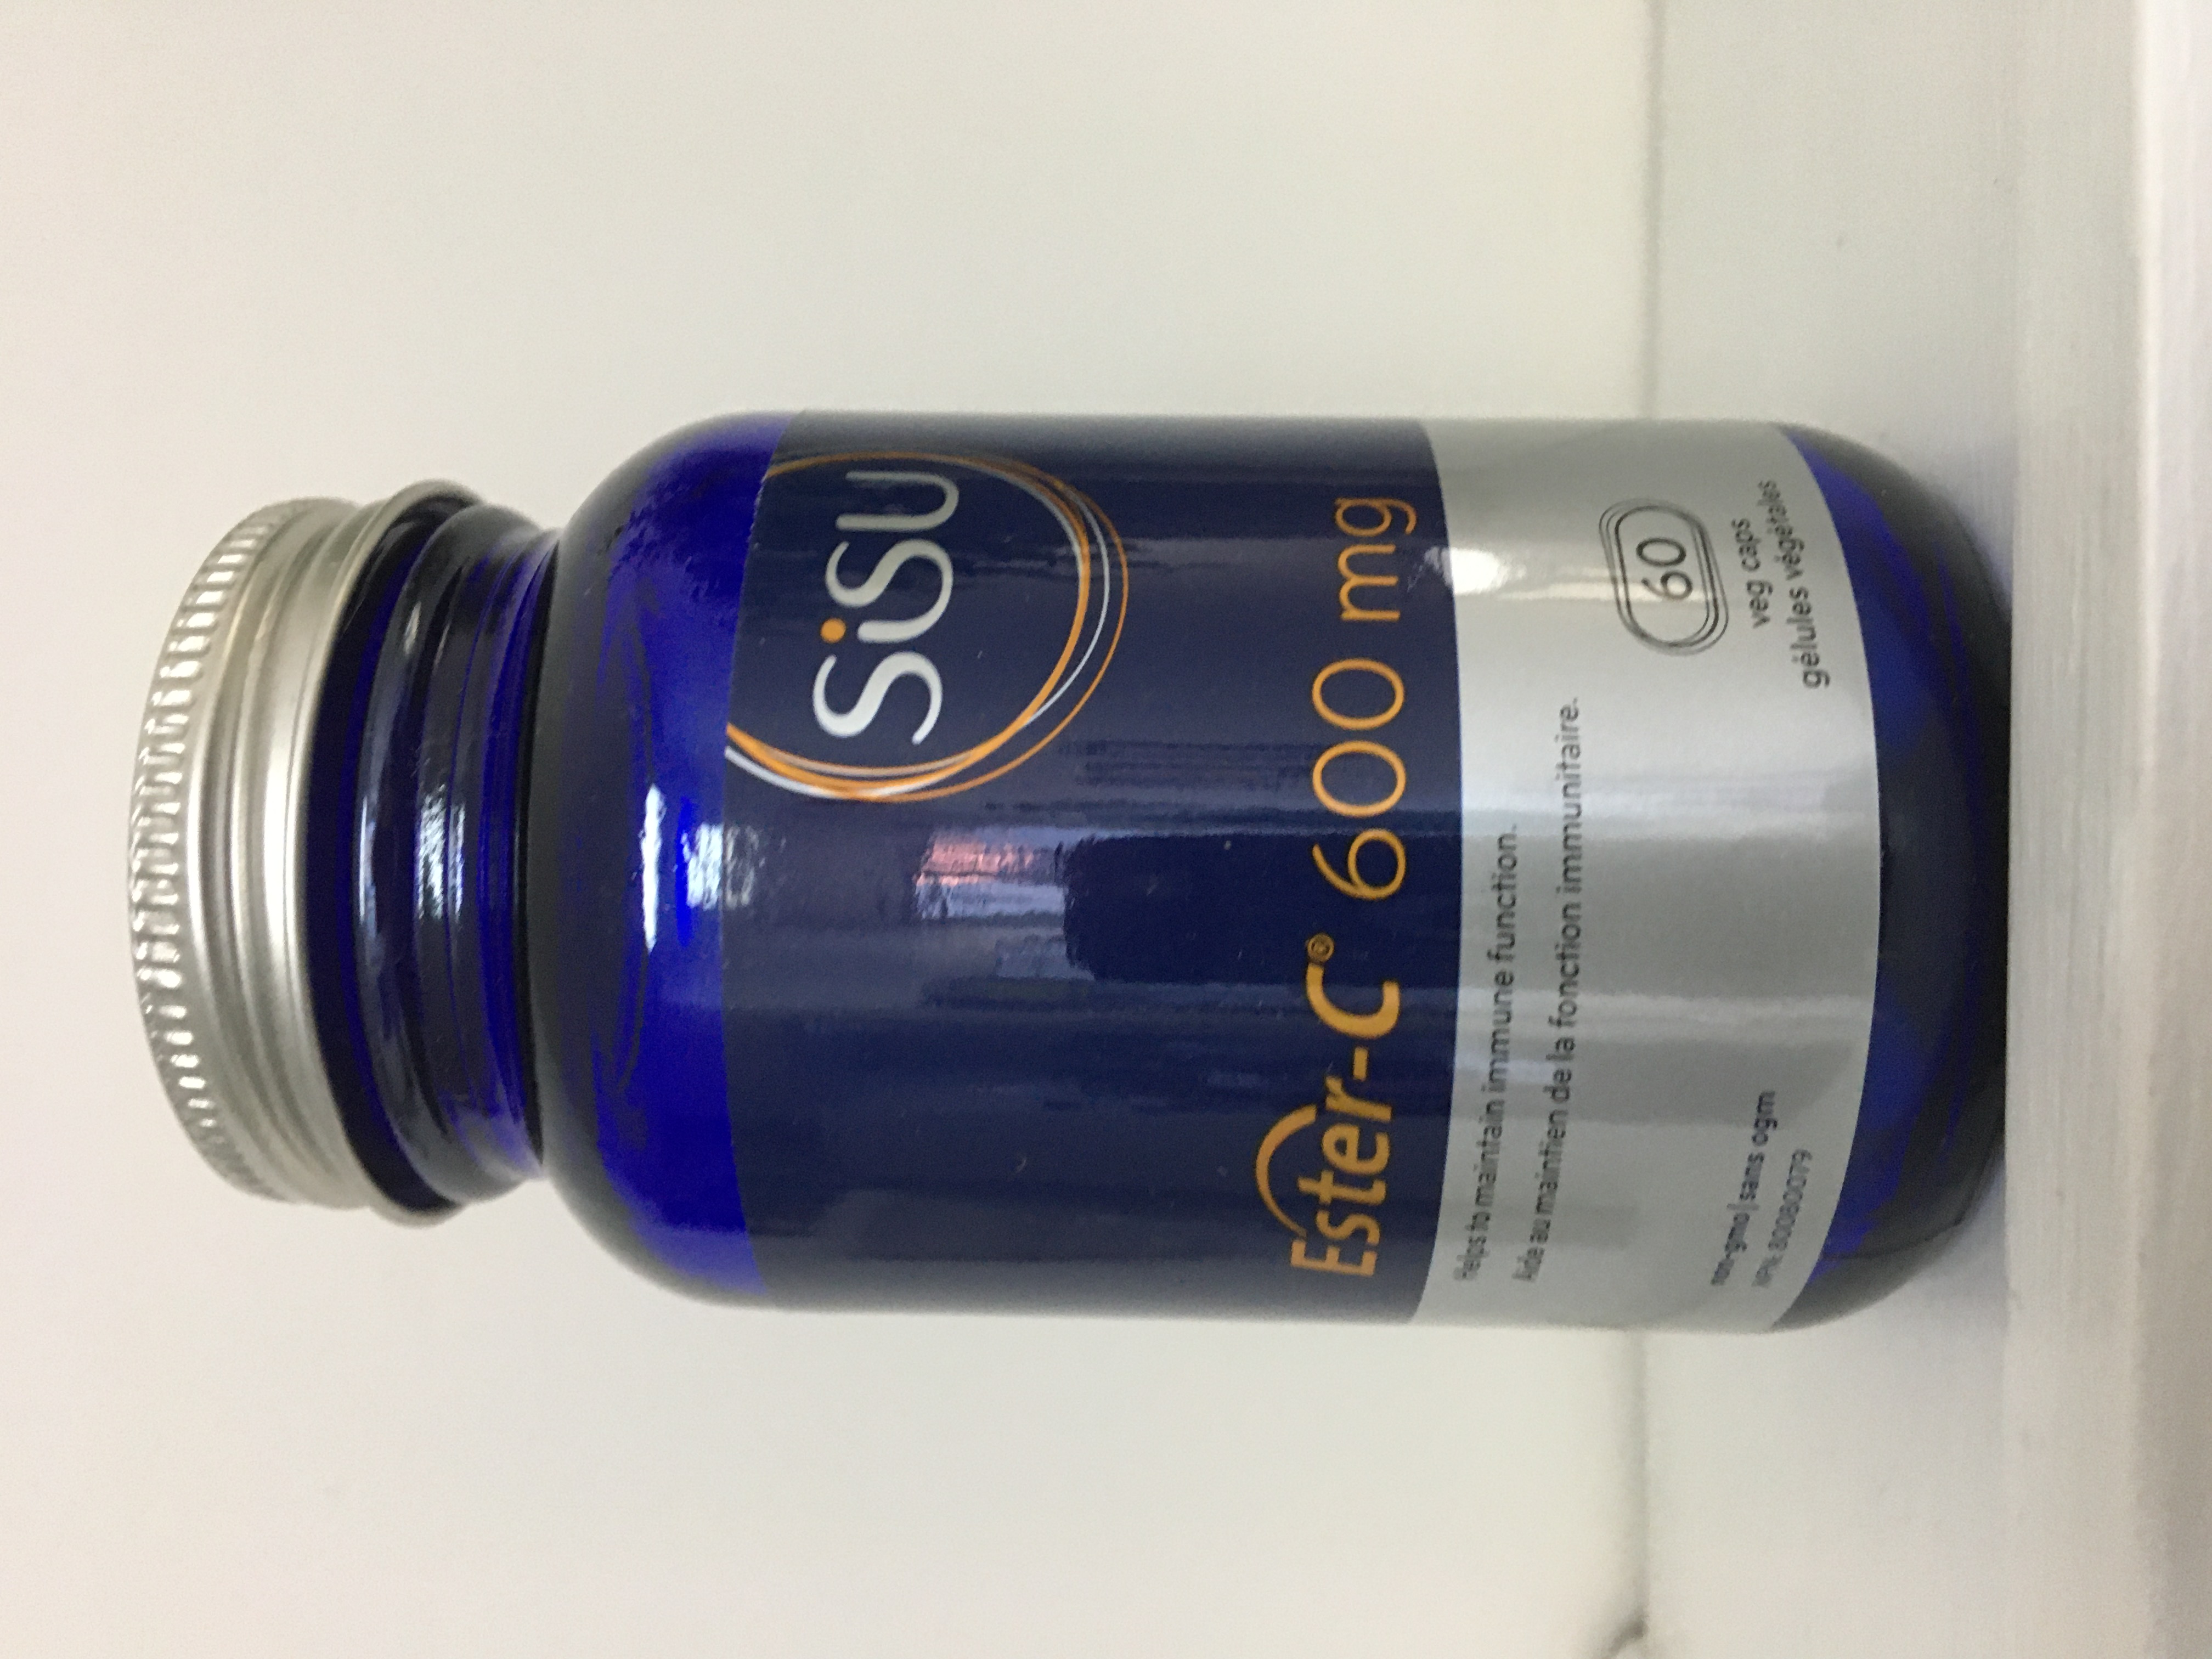 SiSU
Ester-C® 600 mg
Helps to maintain immune function.
Aide au maintien de la fonction immunitaire.
60
veg caps
gélules végétales
non-gmo | sans ogm
NPN 80080079